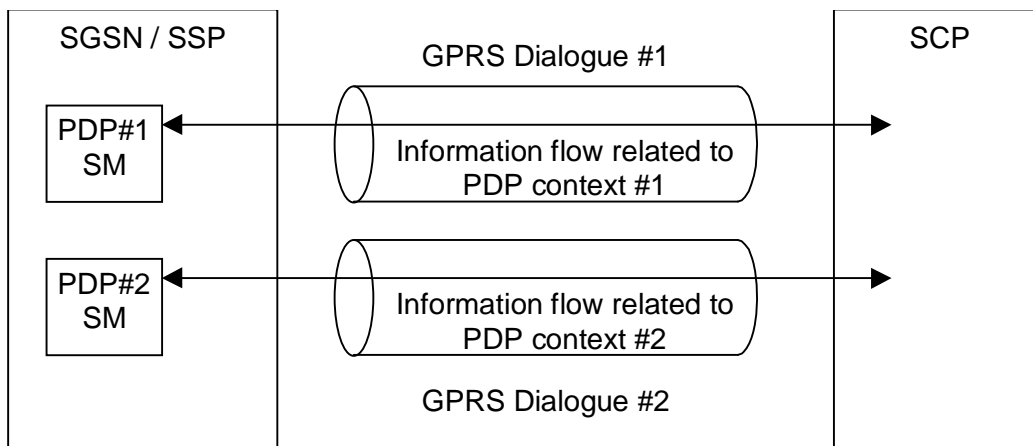 SGSN / SSP
SCP
GPRS Dialogue #1
PDP#1
SM
Information flow related to
PDP context #1
PDP#2
SM
Information flow related to
PDP context #2
GPRS Dialogue #2